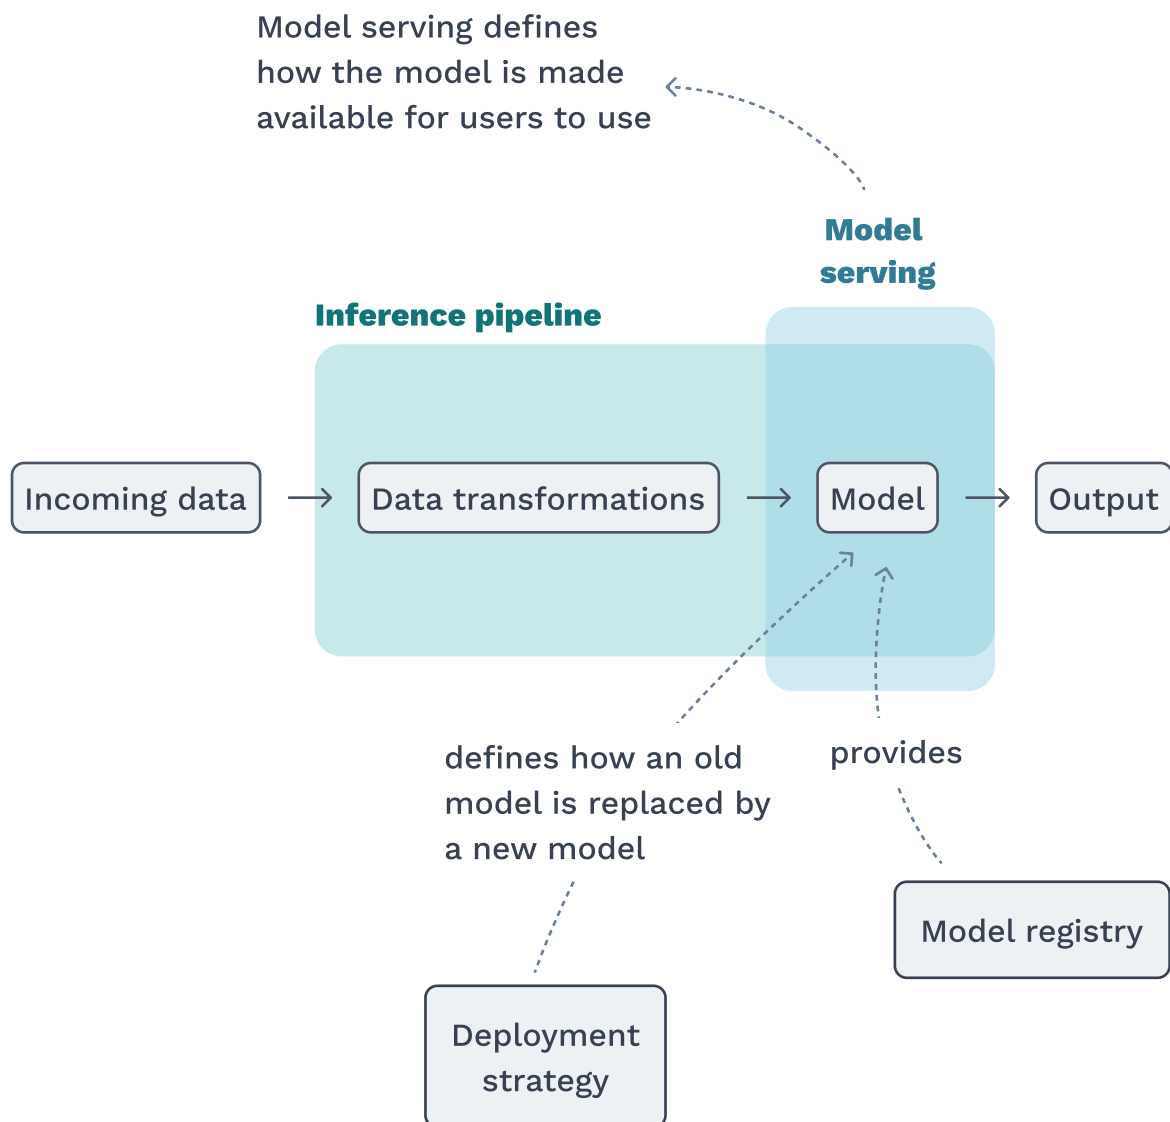 Model serving defines
how the model is made
available for users to use
Model
serving
Inference pipeline
Incoming data
Data transformations
Model
Output
defines how an old
model is replaced by
a new model
provides
Model registry
Deployment
strategy